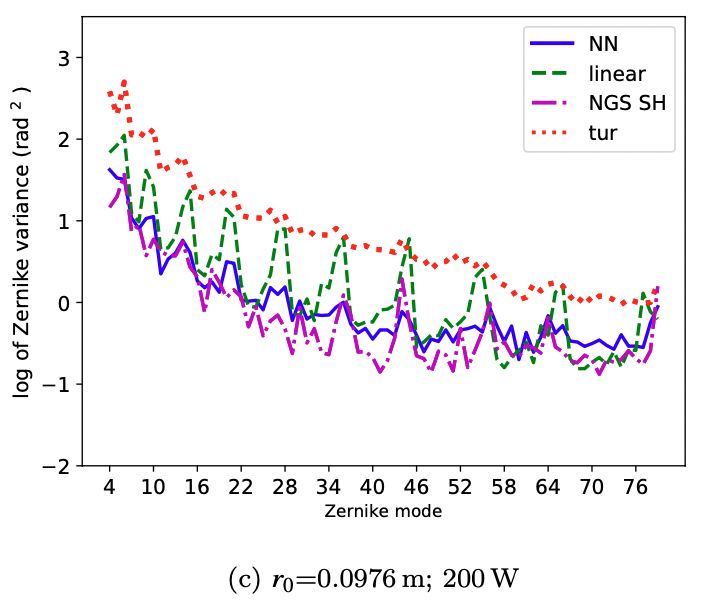 3
2
1
0
−1
−2
log of Zernike variance (rad ² )
NN
linear
NGS SH
tur
4 10 16 22 28 34 40 46 52 58 64 70 76
Zernike mode
(c) r₀=0.0976 m; 200 W